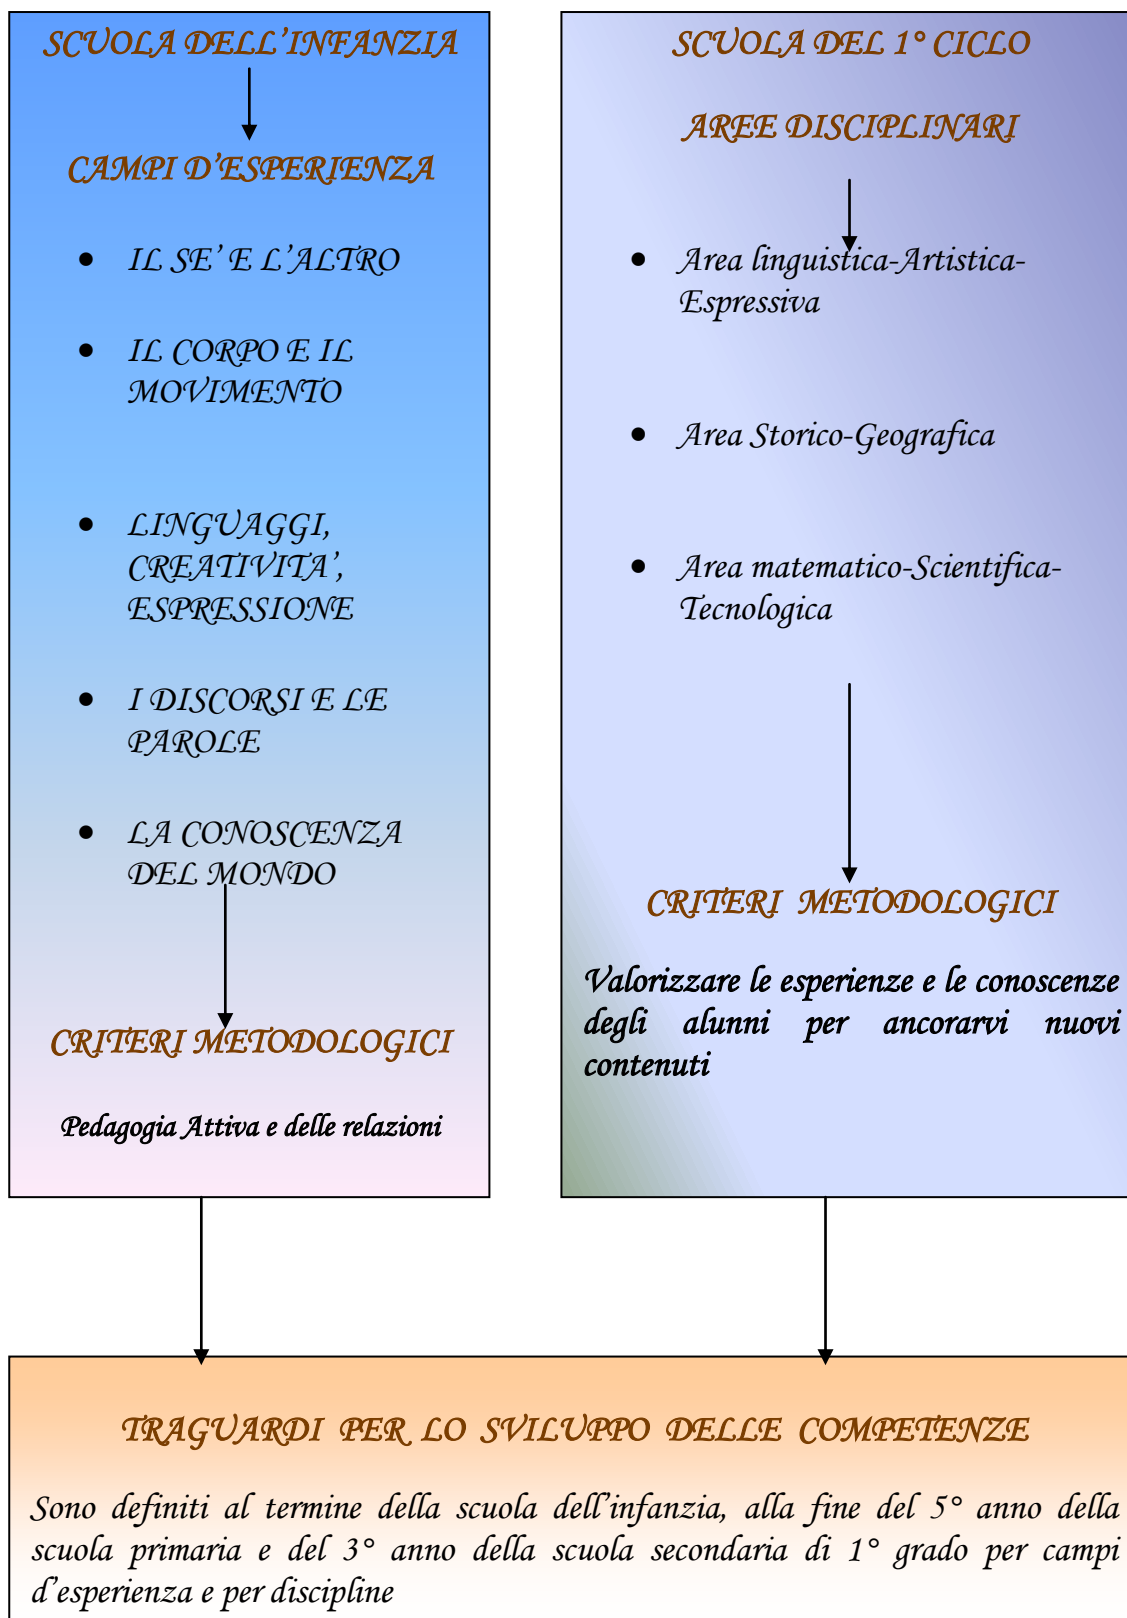 SCUOLA DELL’INFANZIA
CAMPI D’ESPERIENZA
• IL SE’ E L’ALTRO
• IL CORPO E IL
MOVIMENTO
• LINGUAGGI,
CREATIVITA’,
ESPRESSIONE
• I DISCORSI E LE
PAROLE
• LA CONOSCENZA
DEL MONDO
CRITERI METODOLOGICI
Pedagogia Attiva e delle relazioni
SCUOLA DEL 1° CICLO
AREE DISCIPLINARI
• Area linguistica-Artistica-
Espressiva
• Area Storico-Geografica
• Area matematico-Scientifica-
Tecnologica
CRITERI METODOLOGICI
Valorizzare le esperienze e le conoscenze
degli alunni per ancorarvi nuovi
contenuti
TRAGUARDI PER LO SVILUPPO DELLE COMPETENZE
Sono definiti al termine della scuola dell’infanzia, alla fine del 5° anno della
scuola primaria e del 3° anno della scuola secondaria di 1° grado per campi
d’esperienza e per discipline